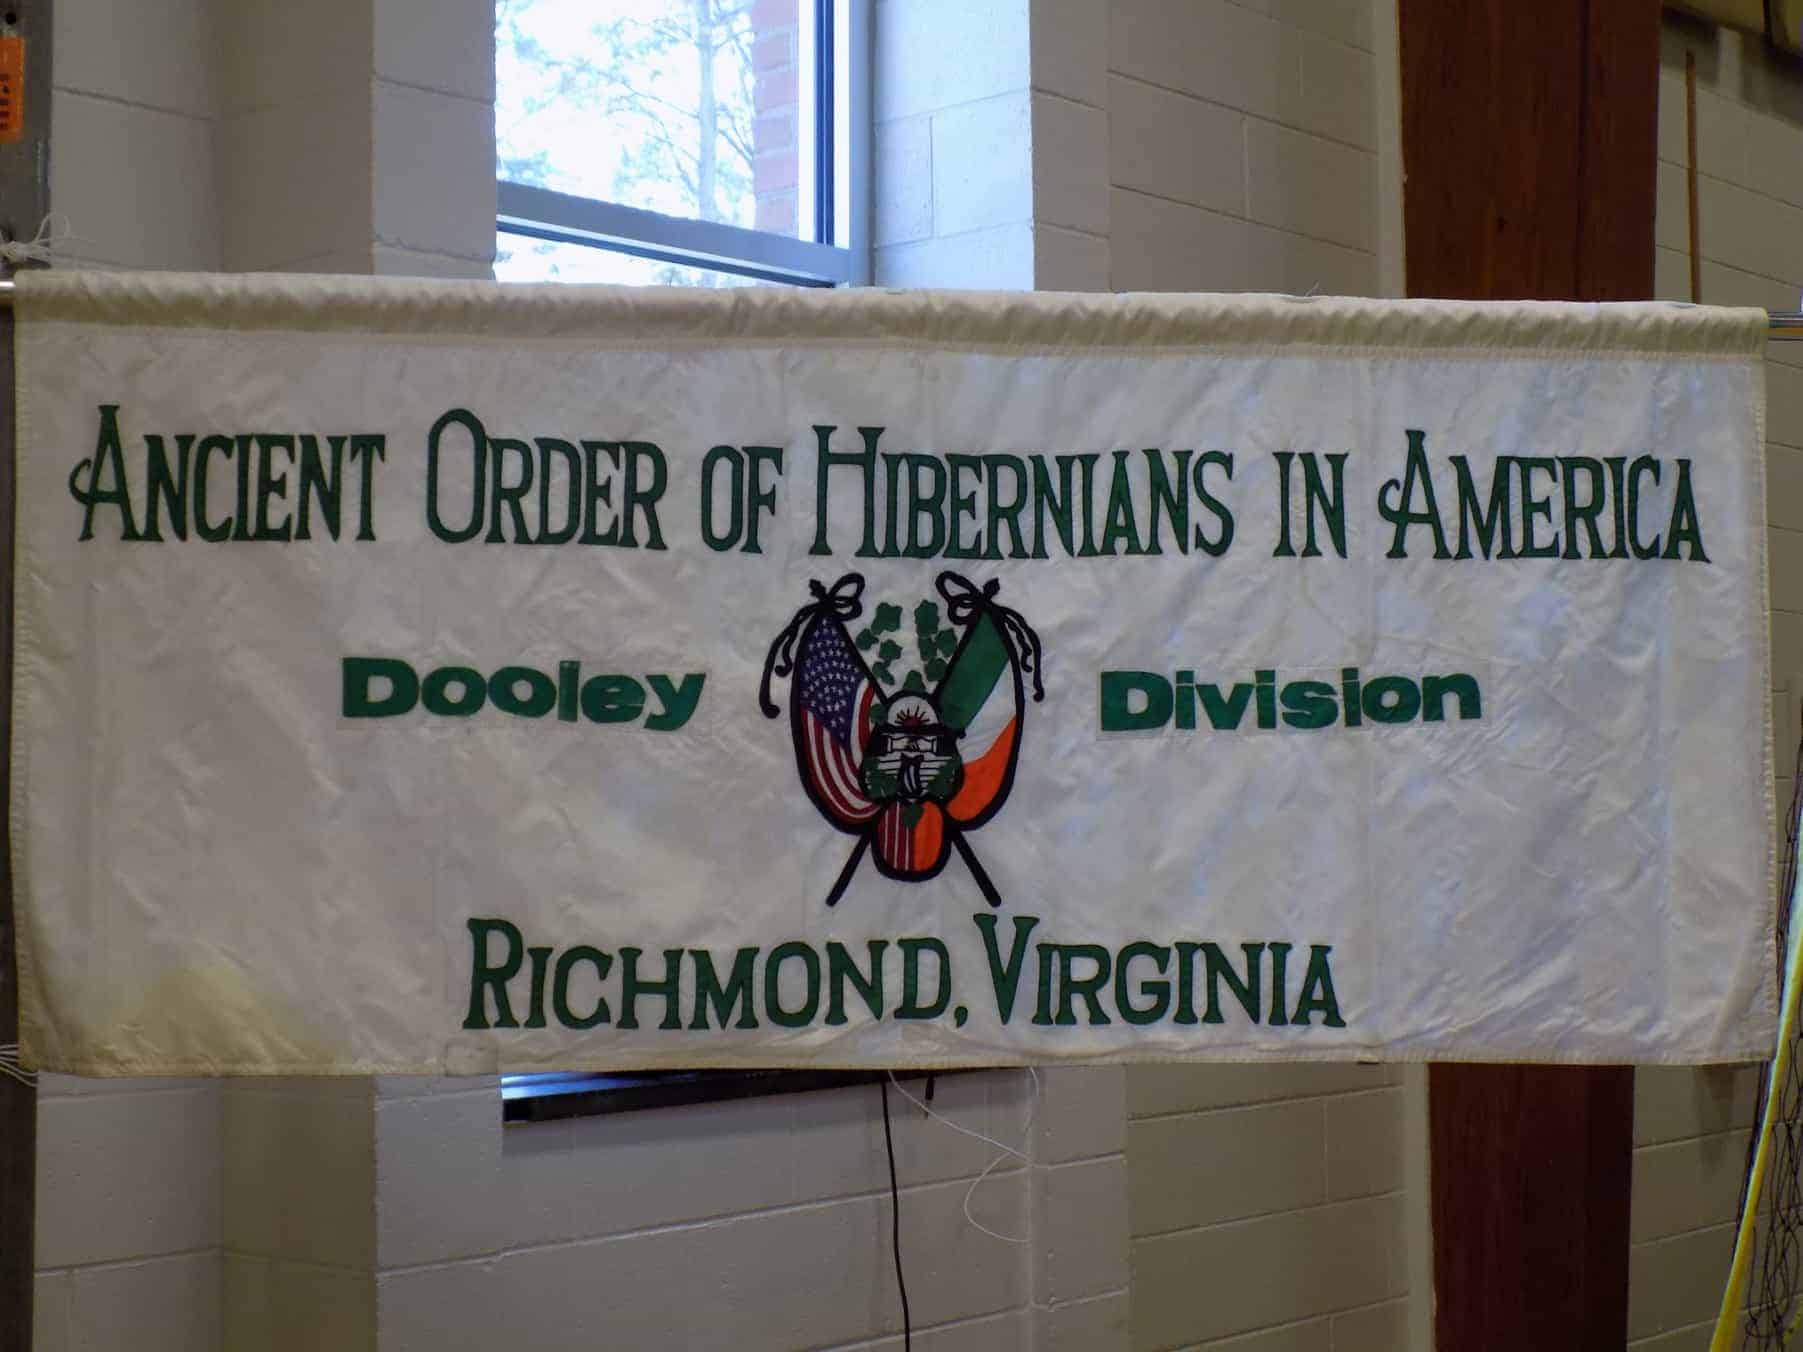 Ancient Order of Hibernians in America
Dooley Division
Richmond, Virginia